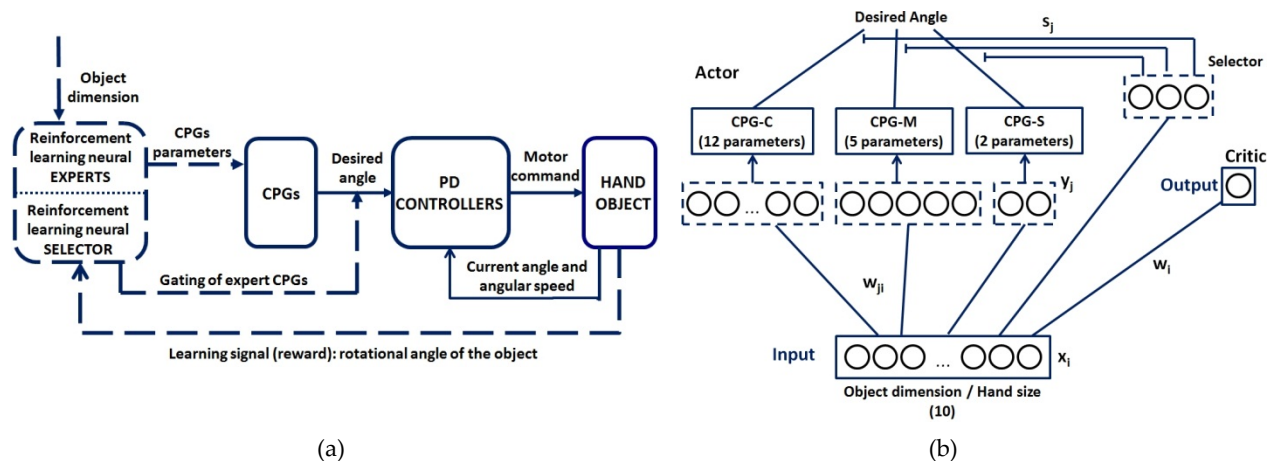 Object
dimension
Reinforcement
learning neural
EXPERTS
Reinforcement
learning neural
SELECTOR
CPGs
parameters
CPGs
Desired
angle
PD
CONTROLLERS
Motor
command
HAND
OBJECT
Current angle and
angular speed
Gating of expert CPGs
Learning signal (reward): rotational angle of the object
(a)
Desired Angle
Sj
Selector
Actor
CPG-C
(12 parameters)
CPG-M
(5 parameters)
CPG-S
(2 parameters)
Critic
Output
yj
...
wji
wi
Input
...
xi
Object dimension / Hand size
(10)
(b)